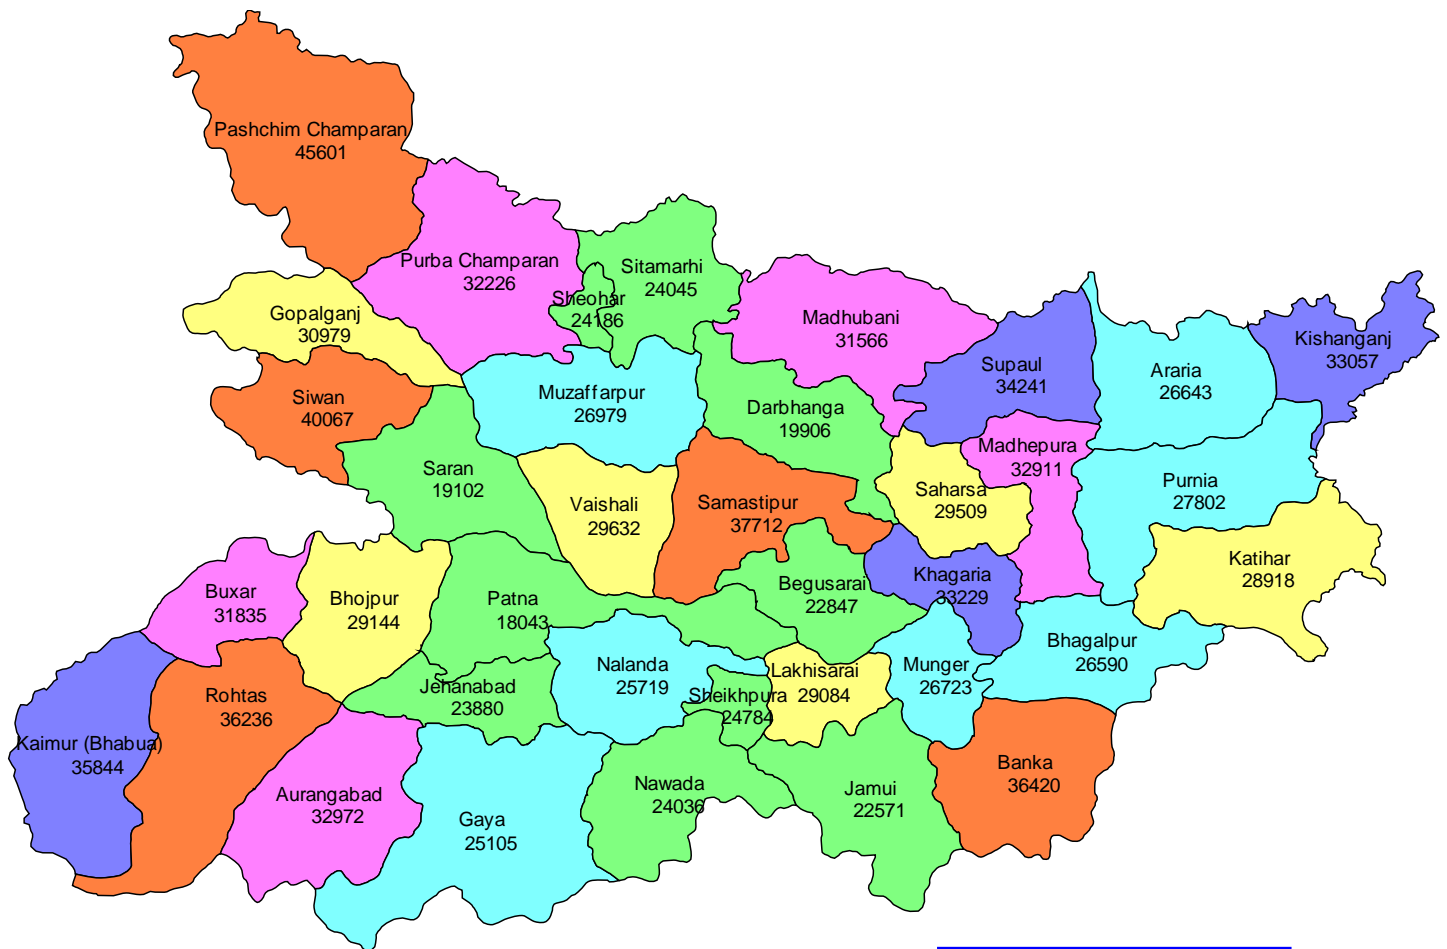 Pashchim Champaran
45601
Purba Champaran
32226
Sitamarhi
24045
Sheohar
24186
Gopalganj
30979
Madhubani
31566
Kishanganj
33057
Supaul
34241
Araria
26643
Siwan
40067
Muzaffarpur
26979
Darbhanga
19906
Madhepura
32911
Saran
19102
Vaishali
29632
Samastipur
37712
Saharsa
29509
Purnia
27802
Katihar
28918
Buxar
31835
Bhojpur
29144
Patna
18043
Begusarai
22847
Khagaria
33229
Bhagalpur
26590
Rohtas
36236
Jehanabad
23880
Nalanda
25719
Sheikhpura
24784
Lakhisarai
29084
Munger
26723
Kaimur (Bhabua)
35844
Aurangabad
32972
Gaya
25105
Nawada
24036
Jamui
22571
Banka
36420